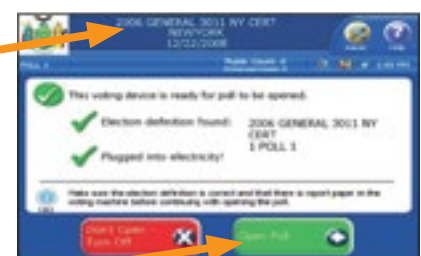 2006 GENERAL 3011 NY CERT
NEWYORK
12/22/2008
POLL 1
Public Count: 0
This voting device is ready for poll to be opened.
Election definition found:
2006 GENERAL 3011 NY
CERT
1 POLL 1
Plugged into electricity!
Make sure the election definition is correct and that there is report paper in the
voting machine before continuing with opening the poll.
Don't Open -
Turn Off
Open Poll